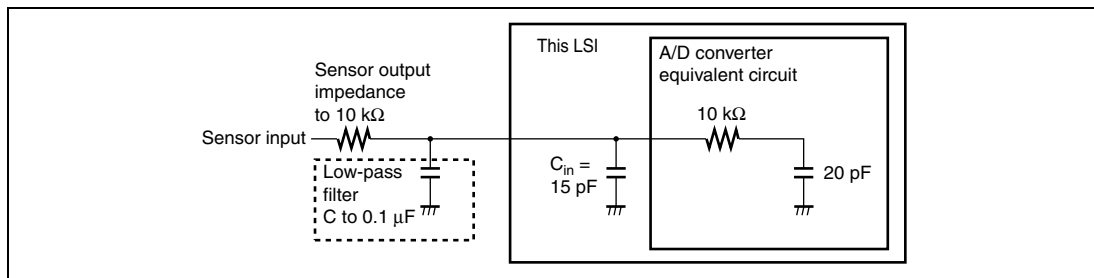 This LSI
A/D converter
equivalent circuit
Sensor output
impedance
to 10 kΩ
10 kΩ
Sensor input
Low-pass
filter
C to 0.1 μF
Cin =
15 pF
20 pF